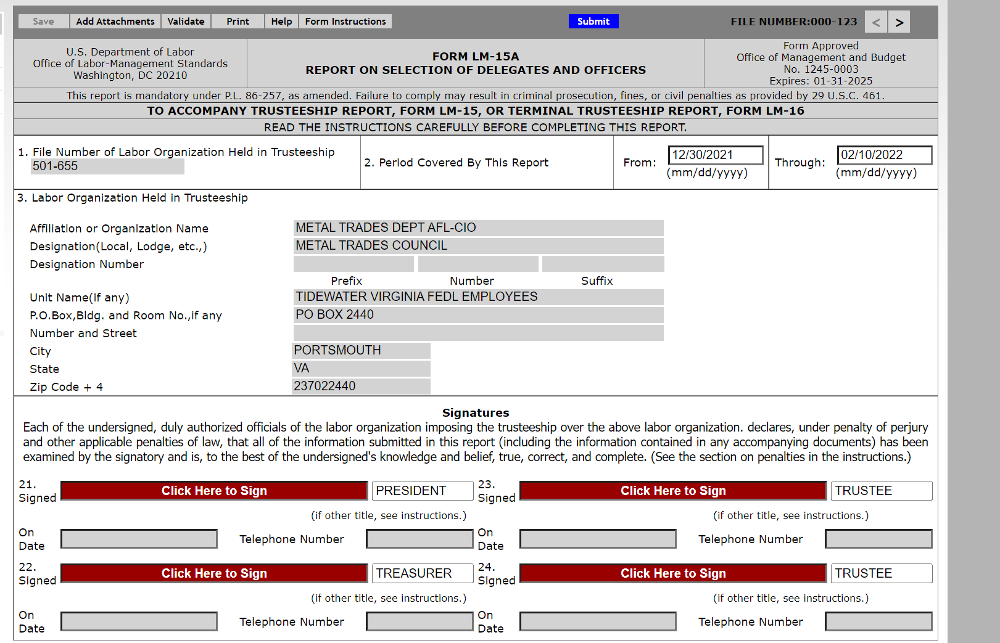 Save Add Attachments Validate Print Help Form Instructions Submit FILE NUMBER:000-123 < >
U.S. Department of Labor
Office of Labor-Management Standards
Washington, DC 20210
FORM LM-15A
REPORT ON SELECTION OF DELEGATES AND OFFICERS
Form Approved
Office of Management and Budget
No. 1245-0003
Expires: 01-31-2025
This report is mandatory under P.L. 86-257, as amended. Failure to comply may result in criminal prosecution, fines, or civil penalties as provided by 29 U.S.C. 461.
TO ACCOMPANY TRUSTEESHIP REPORT, FORM LM-15, OR TERMINAL TRUSTEESHIP REPORT, FORM LM-16
READ THE INSTRUCTIONS CAREFULLY BEFORE COMPLETING THIS REPORT.
1. File Number of Labor Organization Held in Trusteeship
501-655
2. Period Covered By This Report
From: 12/30/2021
(mm/dd/yyyy)
Through: 02/10/2022
(mm/dd/yyyy)
3. Labor Organization Held in Trusteeship
Affiliation or Organization Name METAL TRADES DEPT AFL-CIO
Designation(Local, Lodge, etc.,) METAL TRADES COUNCIL
Designation Number
Prefix Number Suffix
Unit Name(if any) TIDEWATER VIRGINIA FEDL EMPLOYEES
P.O.Box,Bldg. and Room No.,if any PO BOX 2440
Number and Street
City PORTSMOUTH
State VA
Zip Code + 4 237022440
Signatures
Each of the undersigned, duly authorized officials of the labor organization imposing the trusteeship over the above labor organization. declares, under penalty of perjury
and other applicable penalties of law, that all of the information submitted in this report (including the information contained in any accompanying documents) has been
examined by the signatory and is, to the best of the undersigned's knowledge and belief, true, correct, and complete. (See the section on penalties in the instructions.)
21. Signed Click Here to Sign PRESIDENT
(if other title, see instructions.)
On Date Telephone Number
23. Signed Click Here to Sign TRUSTEE
(if other title, see instructions.)
On Date Telephone Number
22. Signed Click Here to Sign TREASURER
(if other title, see instructions.)
On Date Telephone Number
24. Signed Click Here to Sign TRUSTEE
(if other title, see instructions.)
On Date Telephone Number